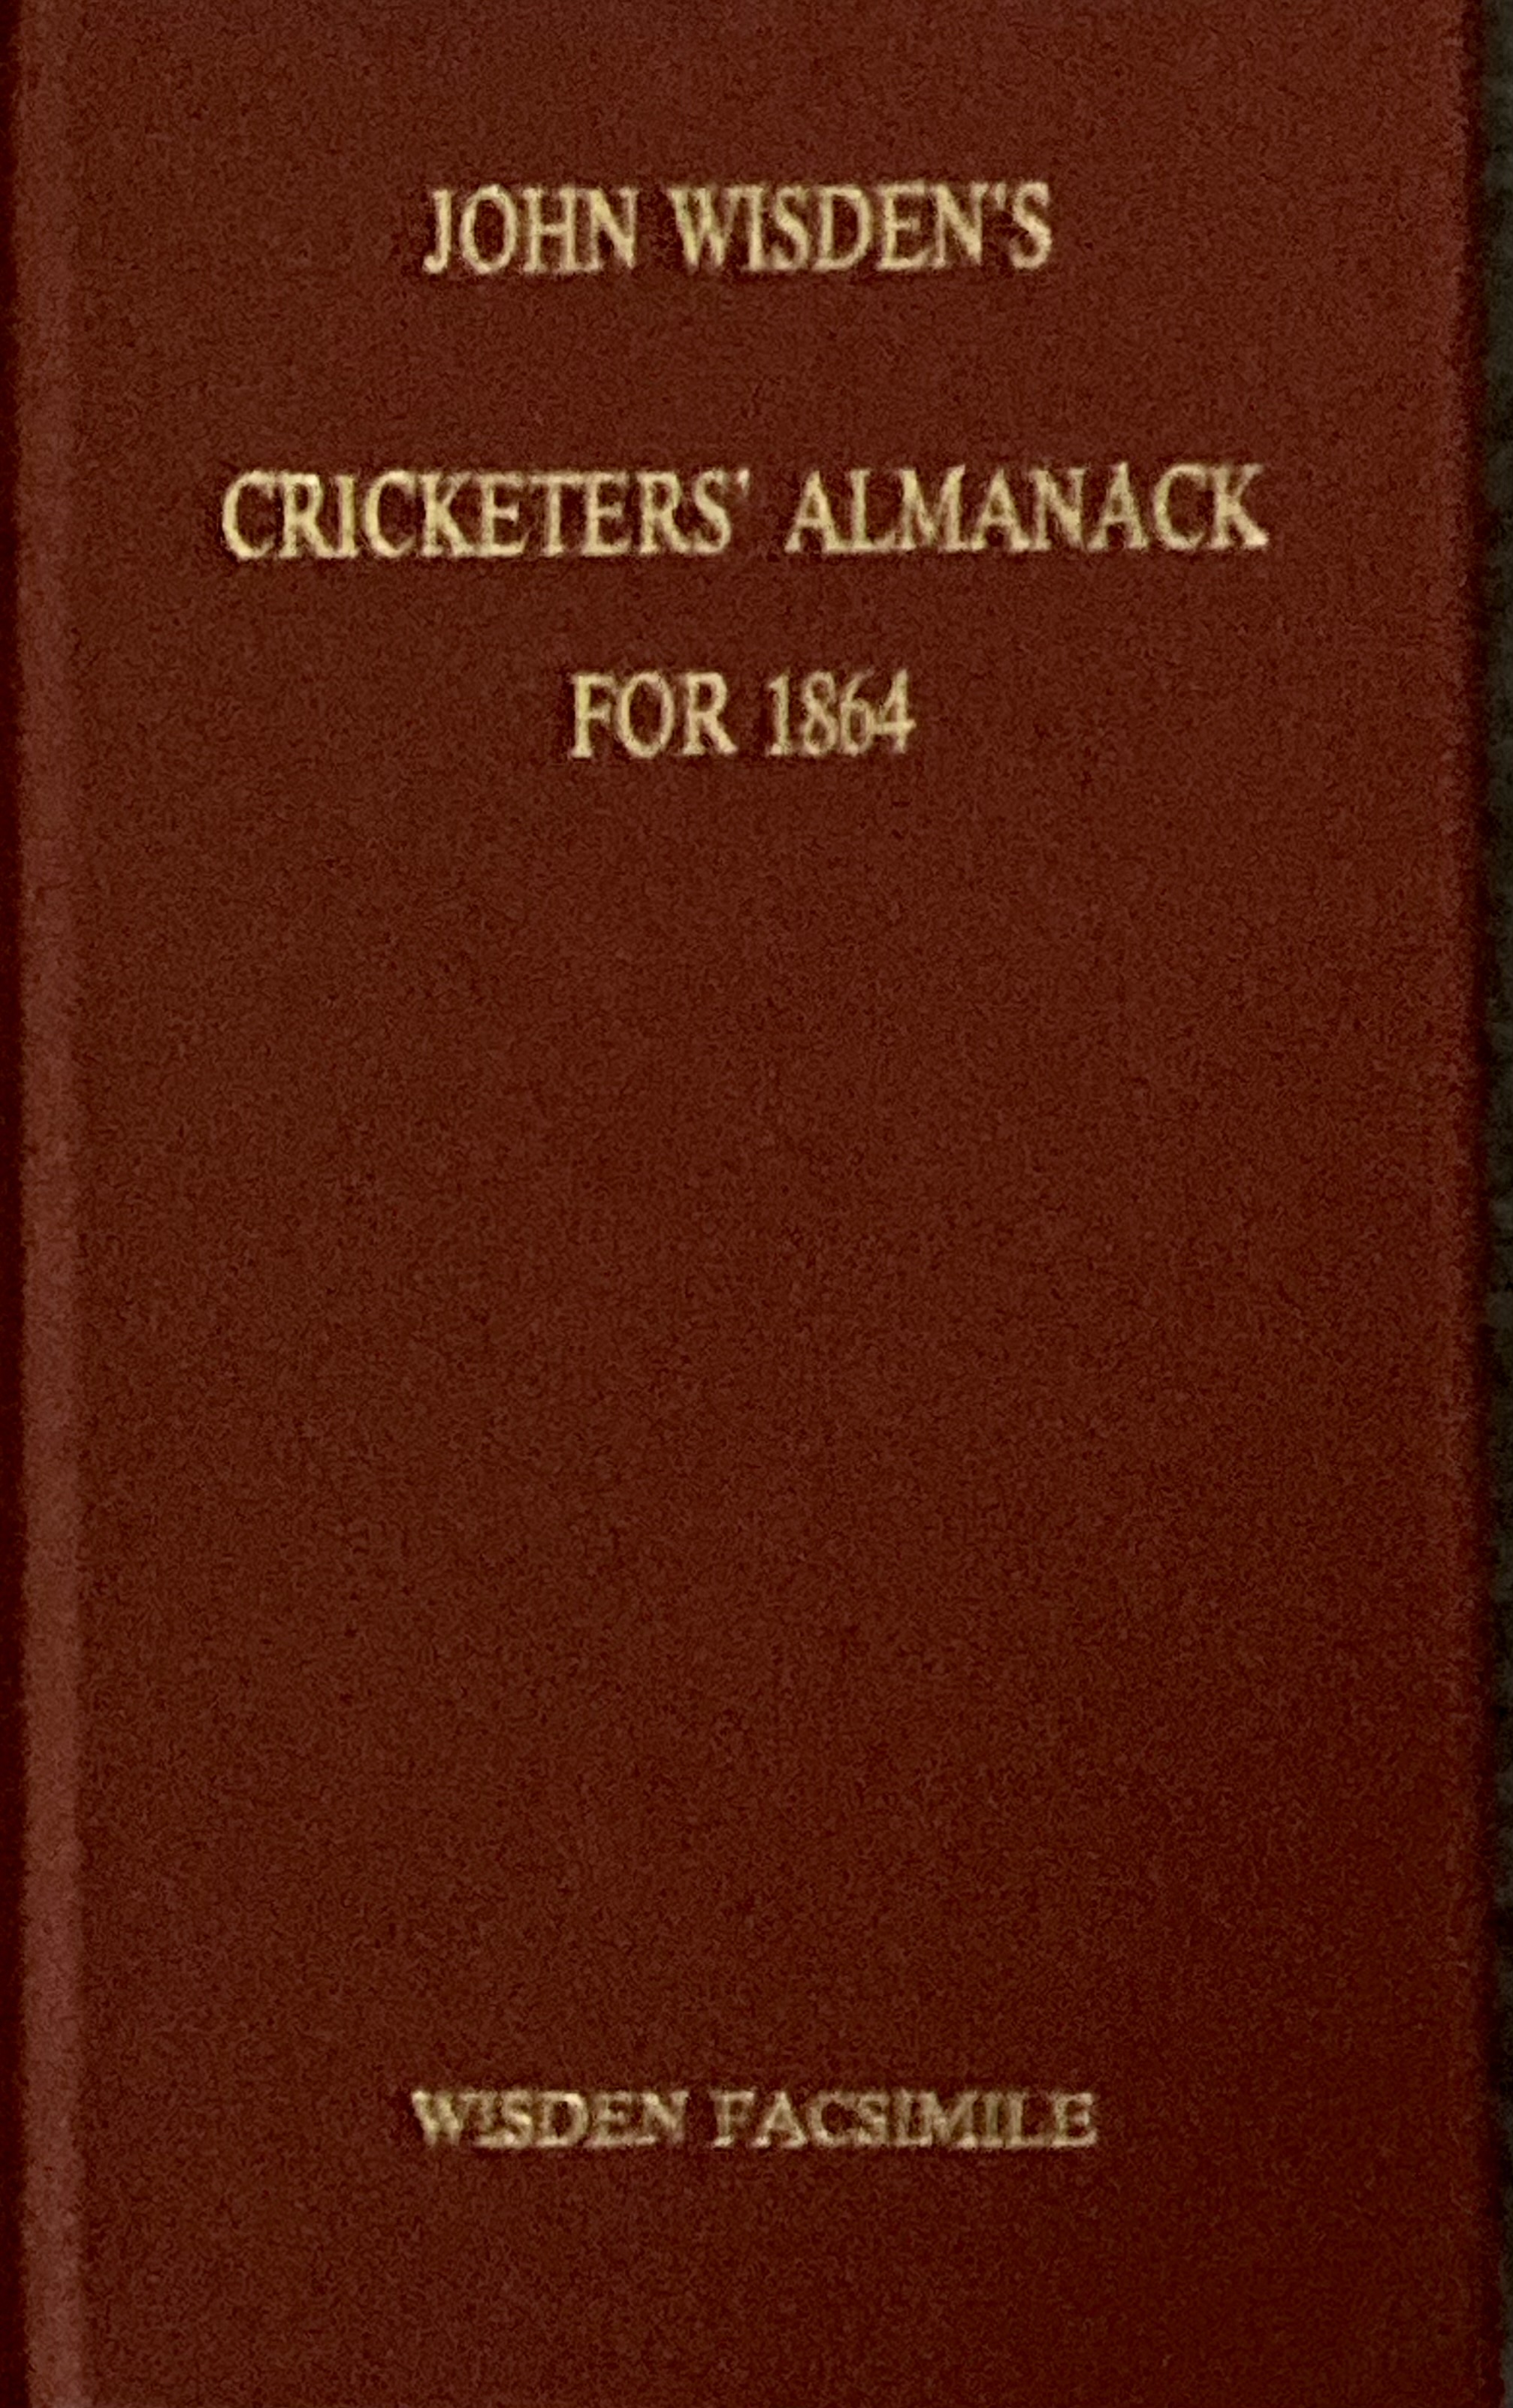 JOHN WISDEN'S
CRICKETERS' ALMANACK
FOR 1864
WISDEN FACSIMILE